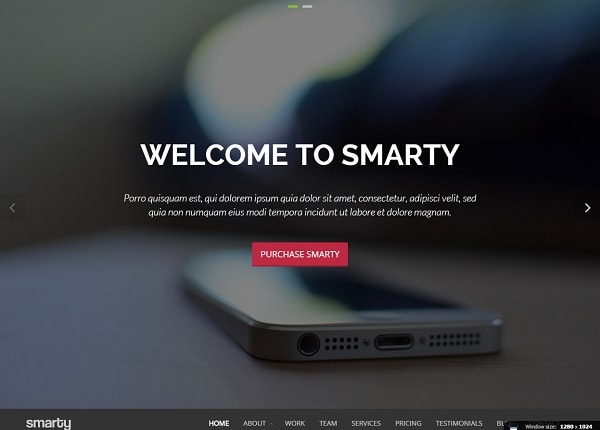 WELCOME TO SMARTY
Porro quisquam est, qui dolorem ipsum quia dolor sit amet, consectetur, adipisci velit, sed
quia non numquam eius modi tempora incidunt ut labore et dolore magnam.
PURCHASE SMARTY
smarty HOME ABOUT WORK TEAM SERVICES PRICING TESTIMONIALS
Window size: 1280 x 1024